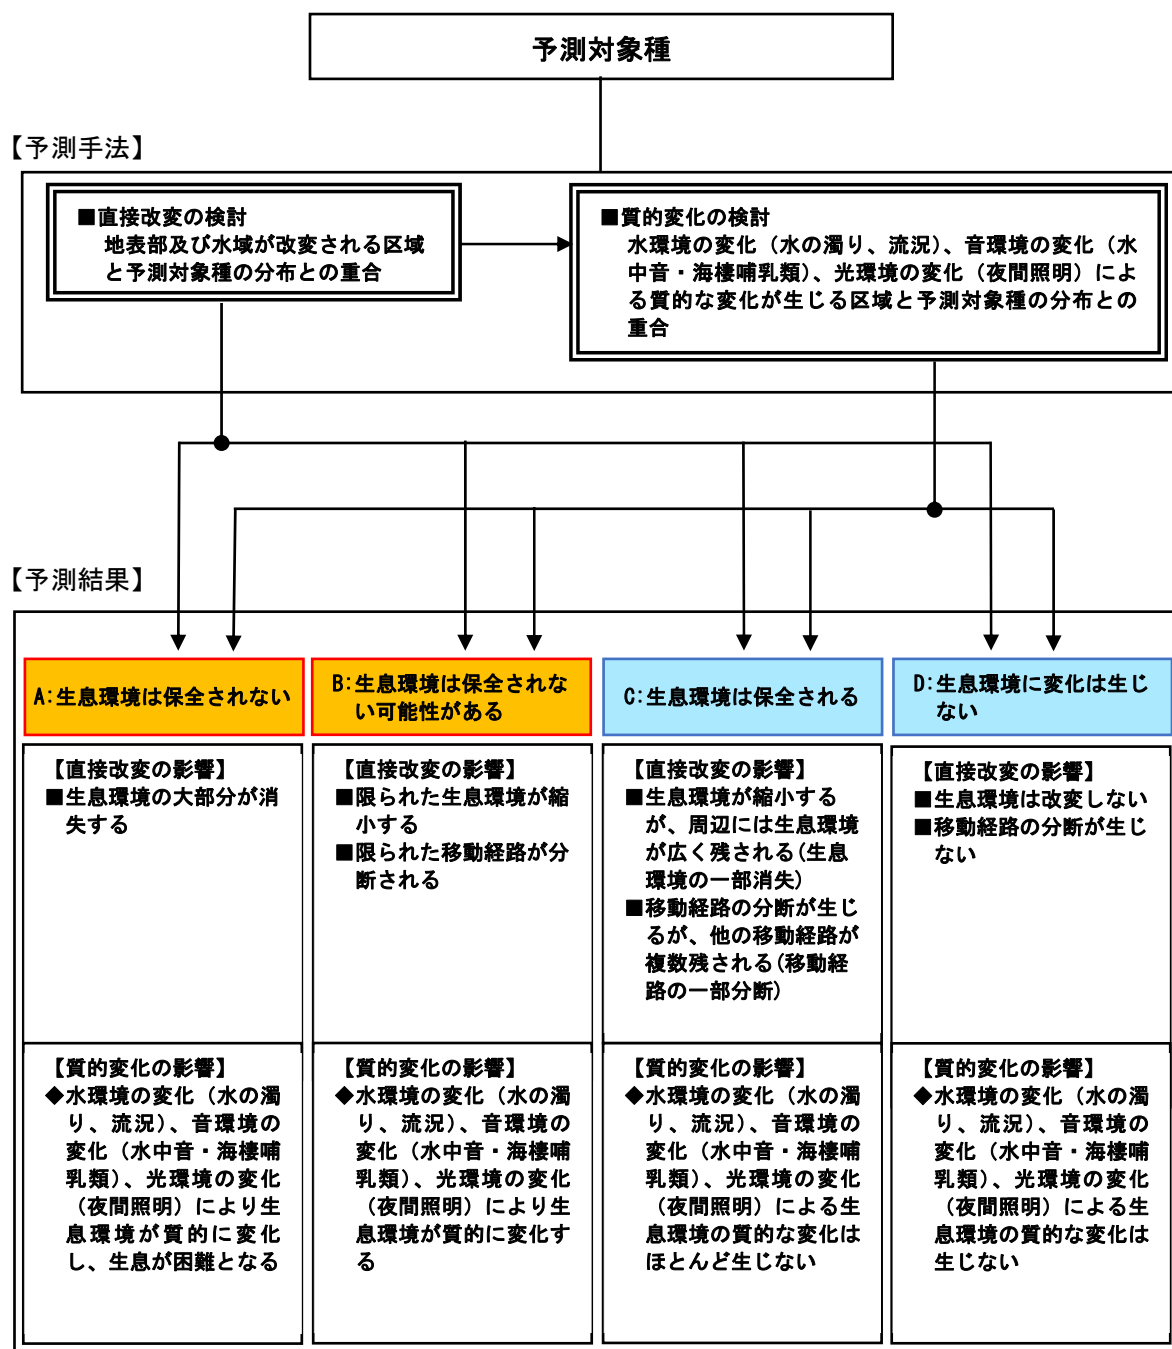 予測対象種
【予測手法】
■直接改変の検討
地表部及び水域が改変される区域
と予測対象種の分布との重合
■質的変化の検討
水環境の変化（水の濁り、流況）、音環境の変化（水
中音・海棲哺乳類）、光環境の変化（夜間照明）によ
る質的な変化が生じる区域と予測対象種の分布との
重合
【予測結果】
A:生息環境は保全されない
B:生息環境は保全されな
い可能性がある
C:生息環境は保全される
D:生息環境に変化は生じ
ない
【直接改変の影響】
■生息環境の大部分が消
失する
【直接改変の影響】
■限られた生息環境が縮
小する
■限られた移動経路が分
断される
【直接改変の影響】
■生息環境が縮小する
が、周辺には生息環境
が広く残される(生息
環境の一部消失)
■移動経路の分断が生じ
るが、他の移動経路が
複数残される(移動経
路の一部分断)
【直接改変の影響】
■生息環境は改変しない
■移動経路の分断が生じ
ない
【質的変化の影響】
◆水環境の変化（水の濁
り、流況）、音環境の
変化（水中音・海棲哺
乳類）、光環境の変化
（夜間照明）により生
息環境が質的に変化
し、生息が困難となる
【質的変化の影響】
◆水環境の変化（水の濁
り、流況）、音環境の
変化（水中音・海棲哺
乳類）、光環境の変化
（夜間照明）により生
息環境が質的に変化す
る
【質的変化の影響】
◆水環境の変化（水の濁
り、流況）、音環境の
変化（水中音・海棲哺
乳類）、光環境の変化
（夜間照明）による生
息環境の質的な変化は
ほとんど生じない
【質的変化の影響】
◆水環境の変化（水の濁
り、流況）、音環境の
変化（水中音・海棲哺
乳類）、光環境の変化
（夜間照明）による生
息環境の質的な変化は
生じない